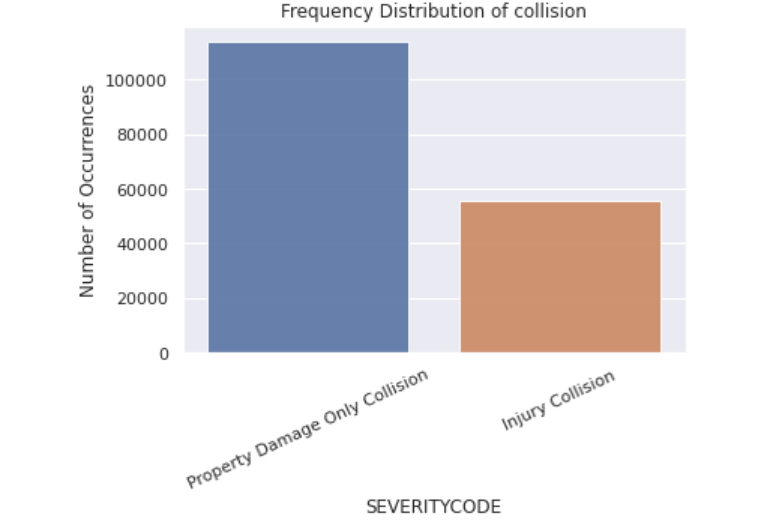 Frequency Distribution of collision
Number of Occurrences
100000
80000
60000
40000
20000
0
Property Damage Only Collision
Injury Collision
SEVERITYCODE